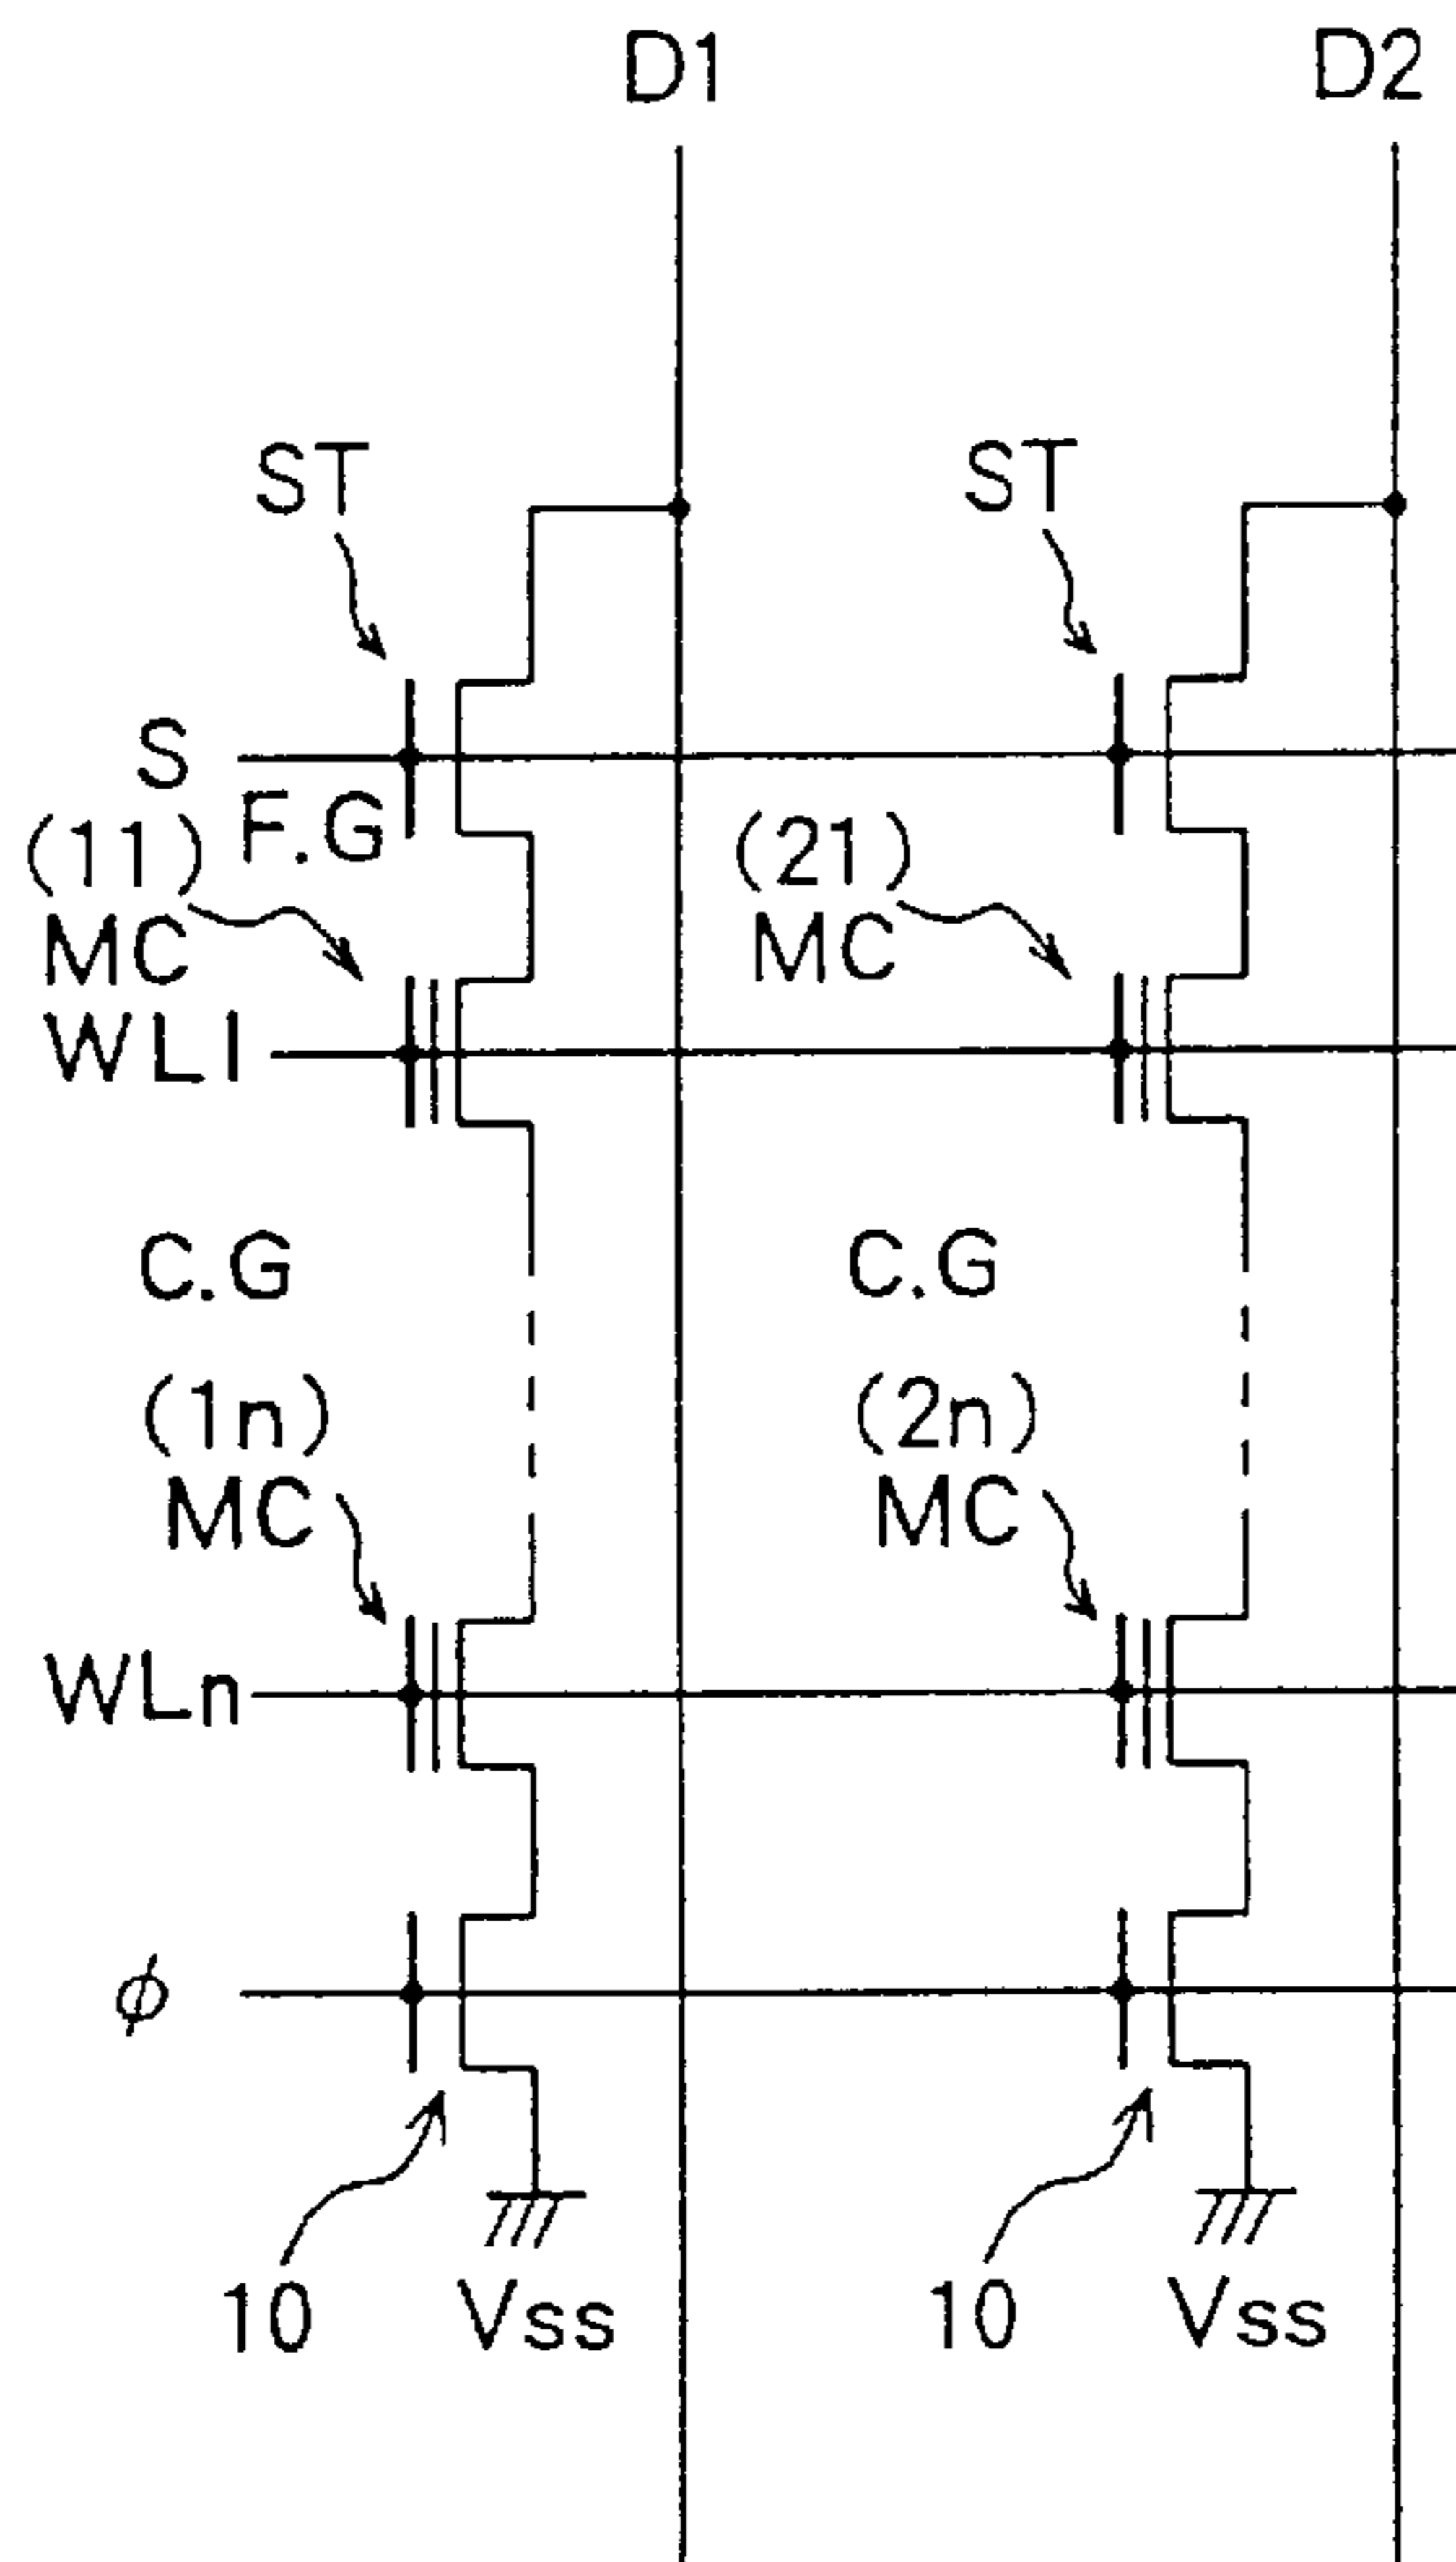 D1 D2
ST ST
S
F.G
(11) (21)
MC MC
WL1
C.G C.G
(1n) (2n)
MC MC
WLn
ϕ
10 Vss 10 Vss